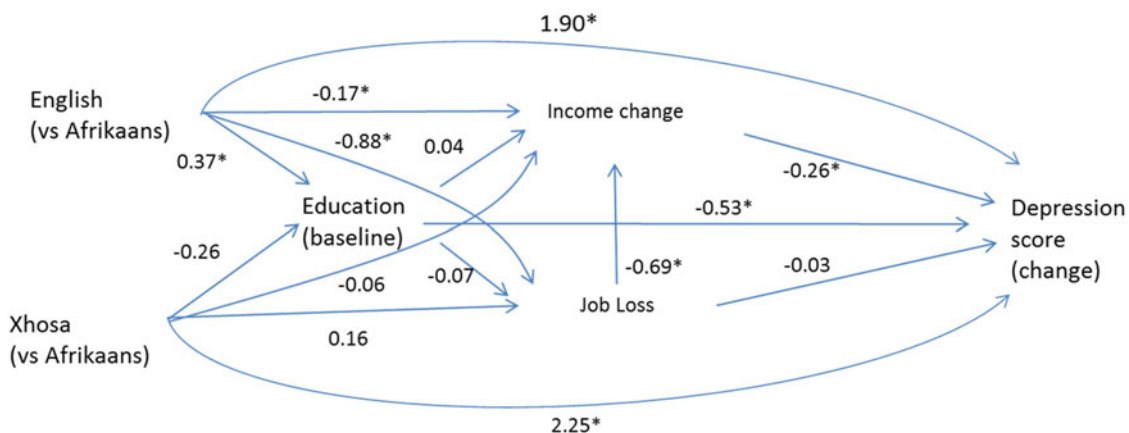 1.90*
English
(vs Afrikaans)
-0.17*
Income change
-0.88*
0.04
0.37*
-0.26*
Education
(baseline)
-0.53*
Depression
score
(change)
-0.26
-0.06
-0.07
-0.69*
-0.03
Job Loss
Xhosa
(vs Afrikaans)
0.16
2.25*